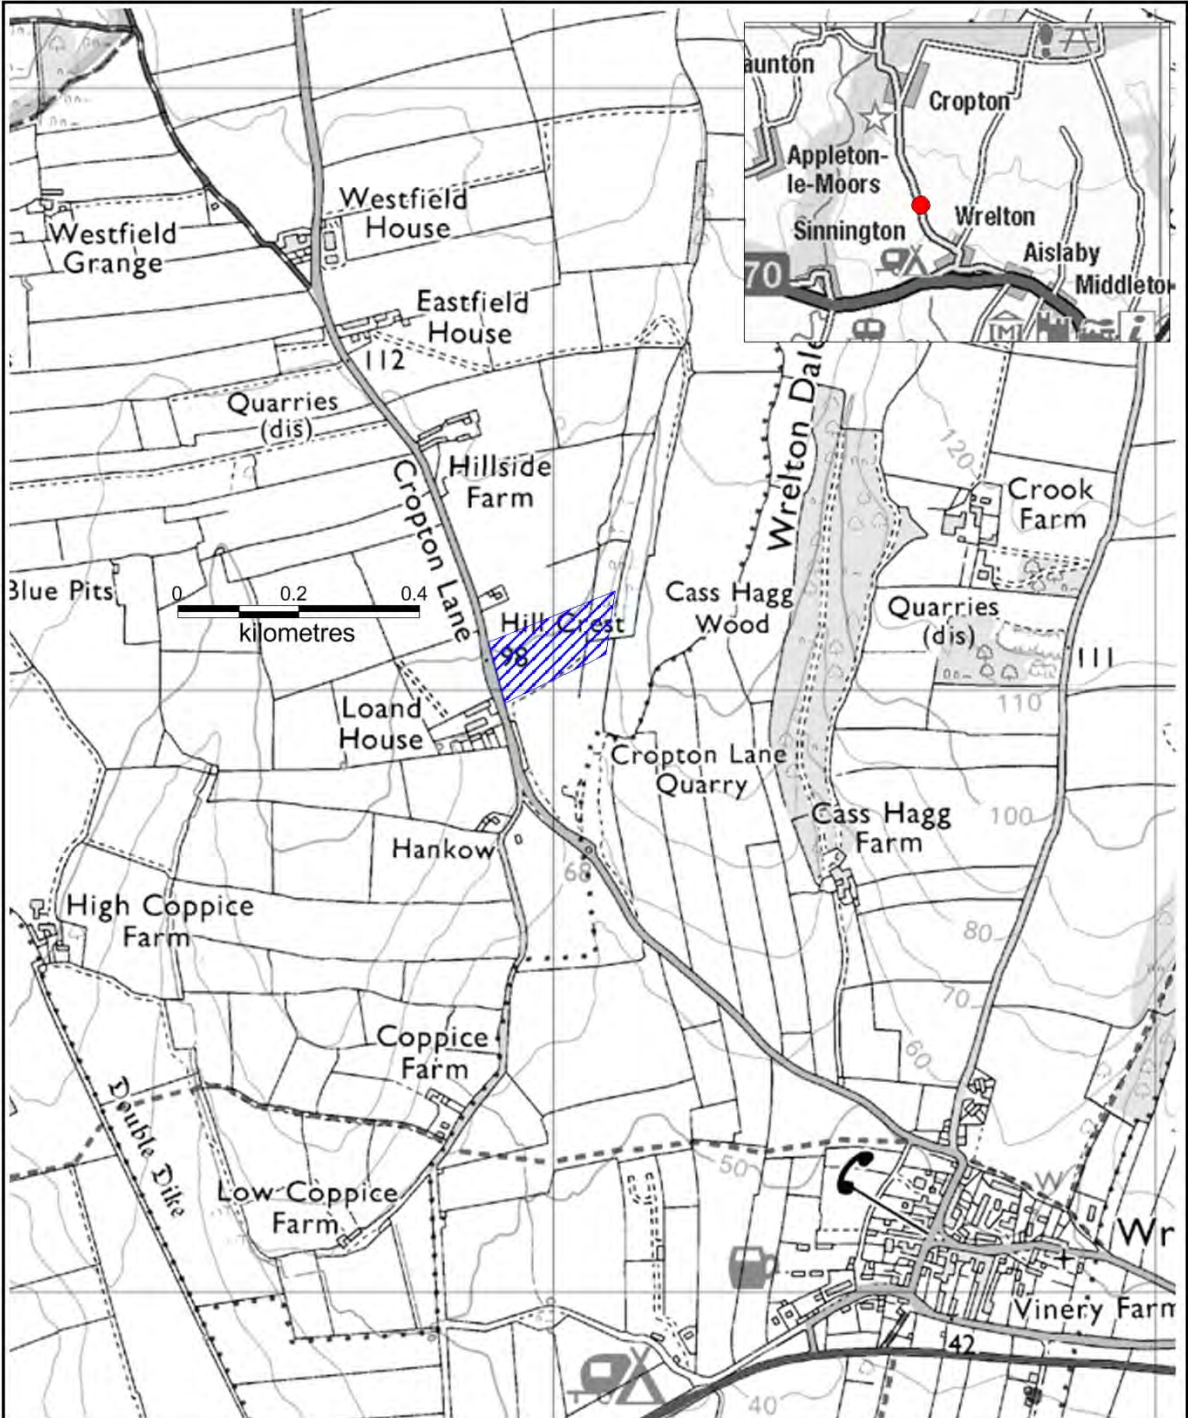 aunton
Cropton
Appleton-
le-Moors
Sinnington
Wrelton
Aislaby
Middleton
70
M
i
Westfield
House
Westfield
Grange
Eastfield
House
112
Quarries
(dis)
Hillside
Farm
Cropton Lane
Wrelton Dale
120
Crook
Farm
Blue Pits
0 0.2 0.4
kilometres
Hill Crest
98
Cass Hagg
Wood
Quarries
(dis)
111
110
Loand
House
Cropton Lane
Quarry
100
Cass Hagg
Farm
Hankow
68
High Coppice
Farm
80
70
60
Coppice
Farm
Double Dike
50
W
Low Coppice
Farm
Wr
Vinery Farm
42
40